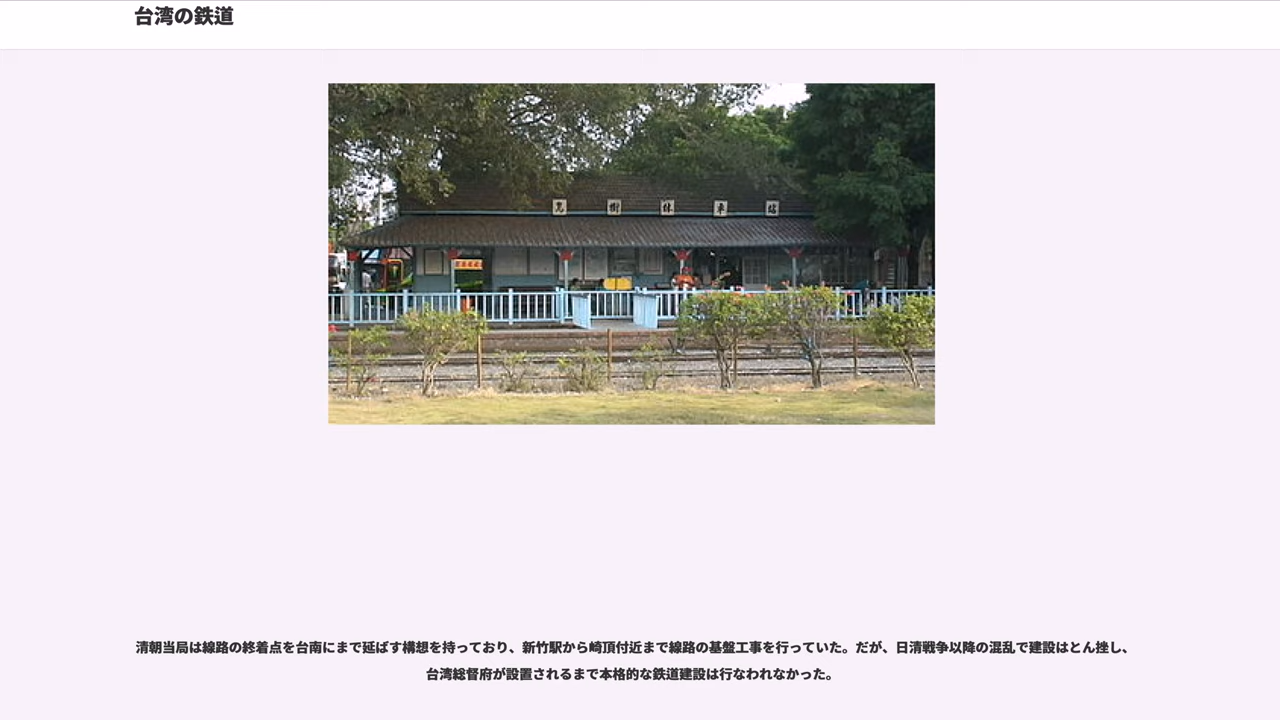 台湾の鉄道
烏樹林車站
清朝当局は線路の終着点を台南にまで延ばす構想を持っており、新竹駅から崎頂付近まで線路の基盤工事を行っていた。だが、日清戦争以降の混乱で建設はとん挫し、
台湾総督府が設置されるまで本格的な鉄道建設は行なわれなかった。